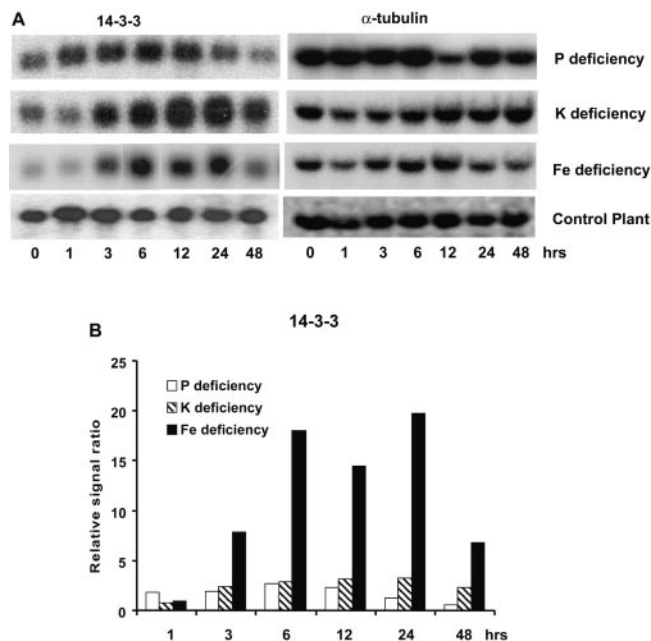 A
14-3-3
α-tubulin
P deficiency
K deficiency
Fe deficiency
Control Plant
0 1 3 6 12 24 48 0 1 3 6 12 24 48 hrs
B
14-3-3
25
20
15
10
5
0
Relative signal ratio
P deficiency
K deficiency
Fe deficiency
1 3 6 12 24 48 hrs